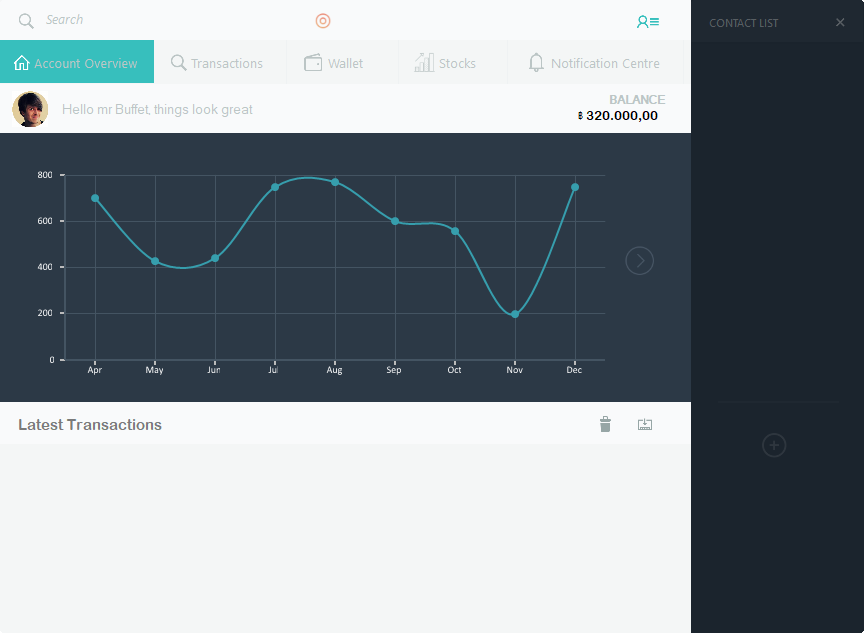 Search
CONTACT LIST
Account Overview
Transactions
Wallet
Stocks
Notification Centre
Hello mr Buffet, things look great
BALANCE
฿ 320.000,00
800
600
400
200
0
Apr May Jun Jul Aug Sep Oct Nov Dec
Latest Transactions